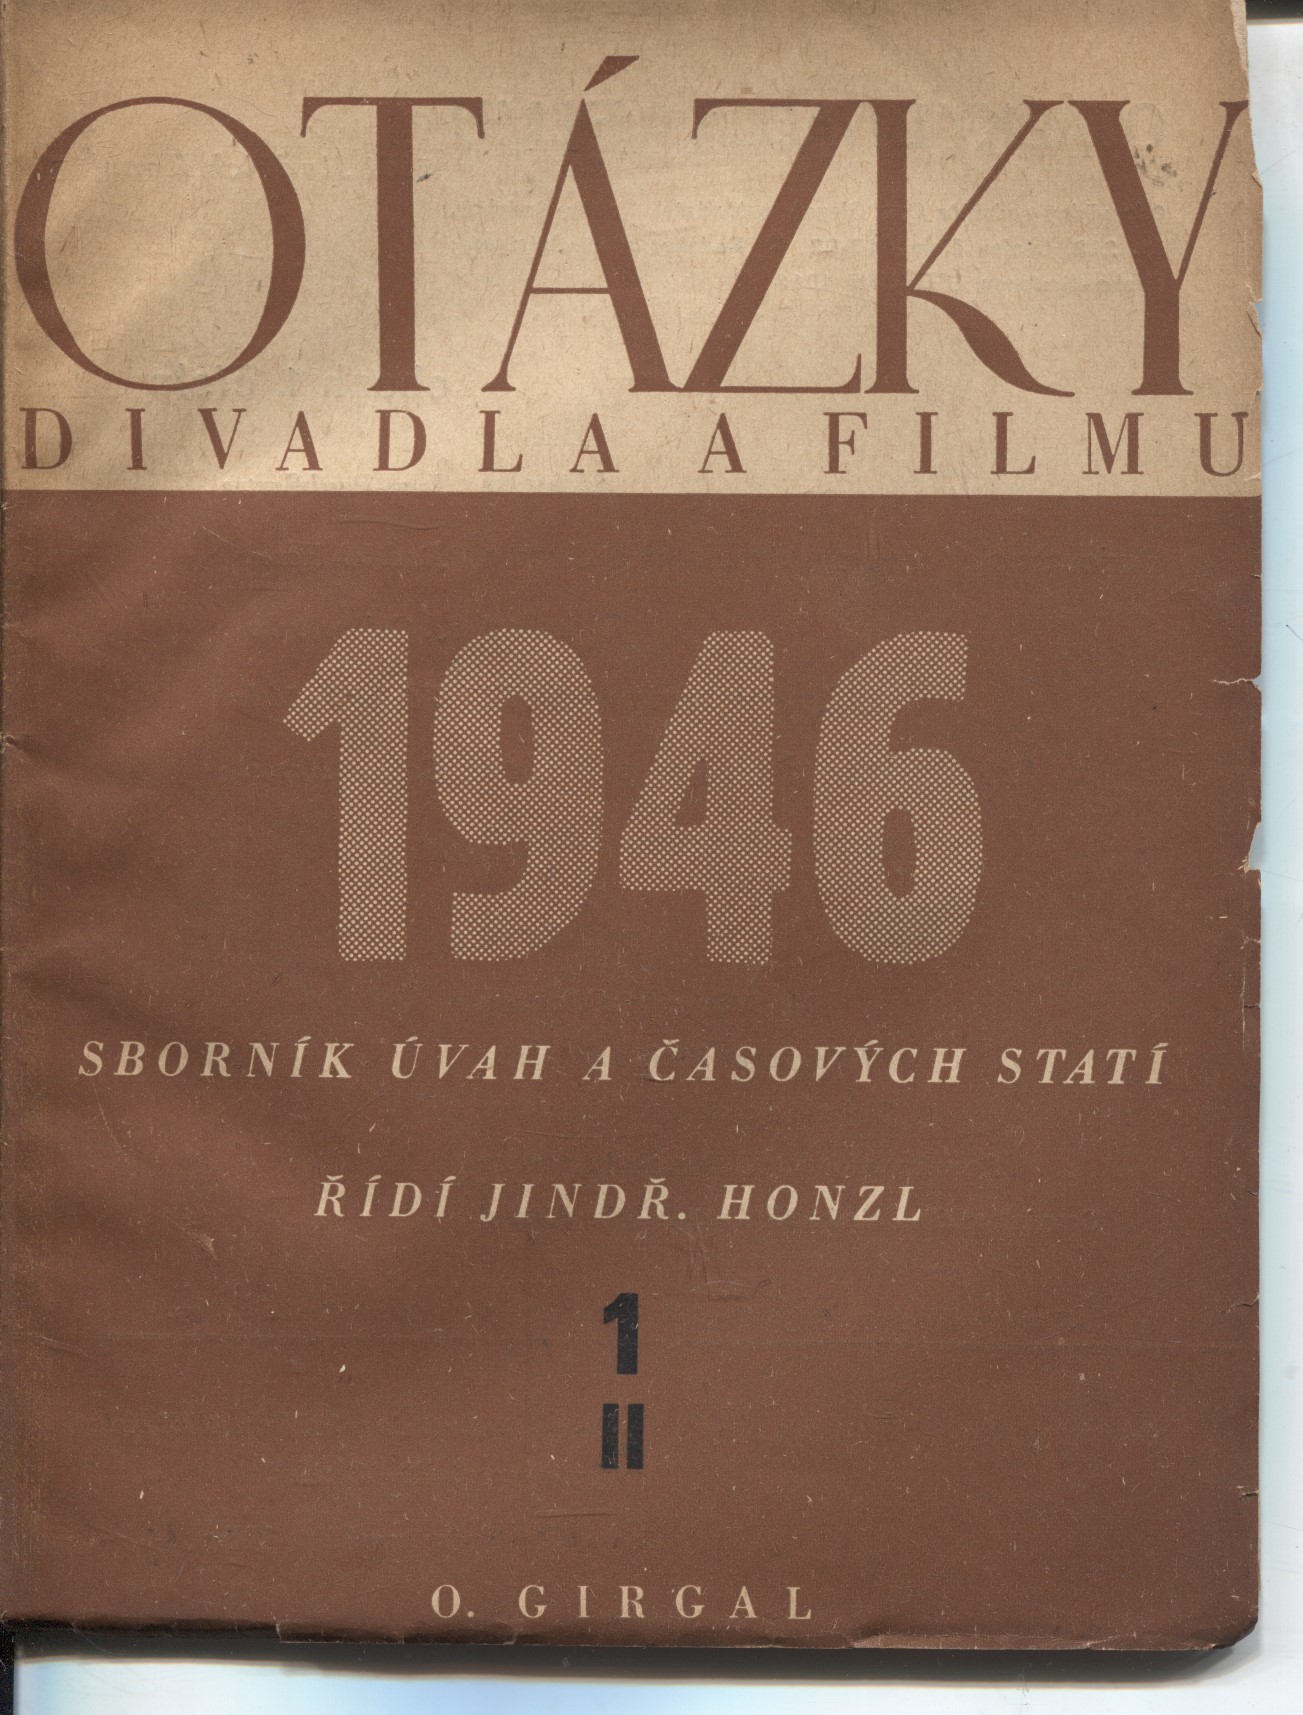 OTÁZKY
DIVADLA A FILMU
1946
SBORNÍK ÚVAH A ČASOVÝCH STATÍ
ŘÍDÍ JINDŘ. HONZL
1
II
O. GIRGAL